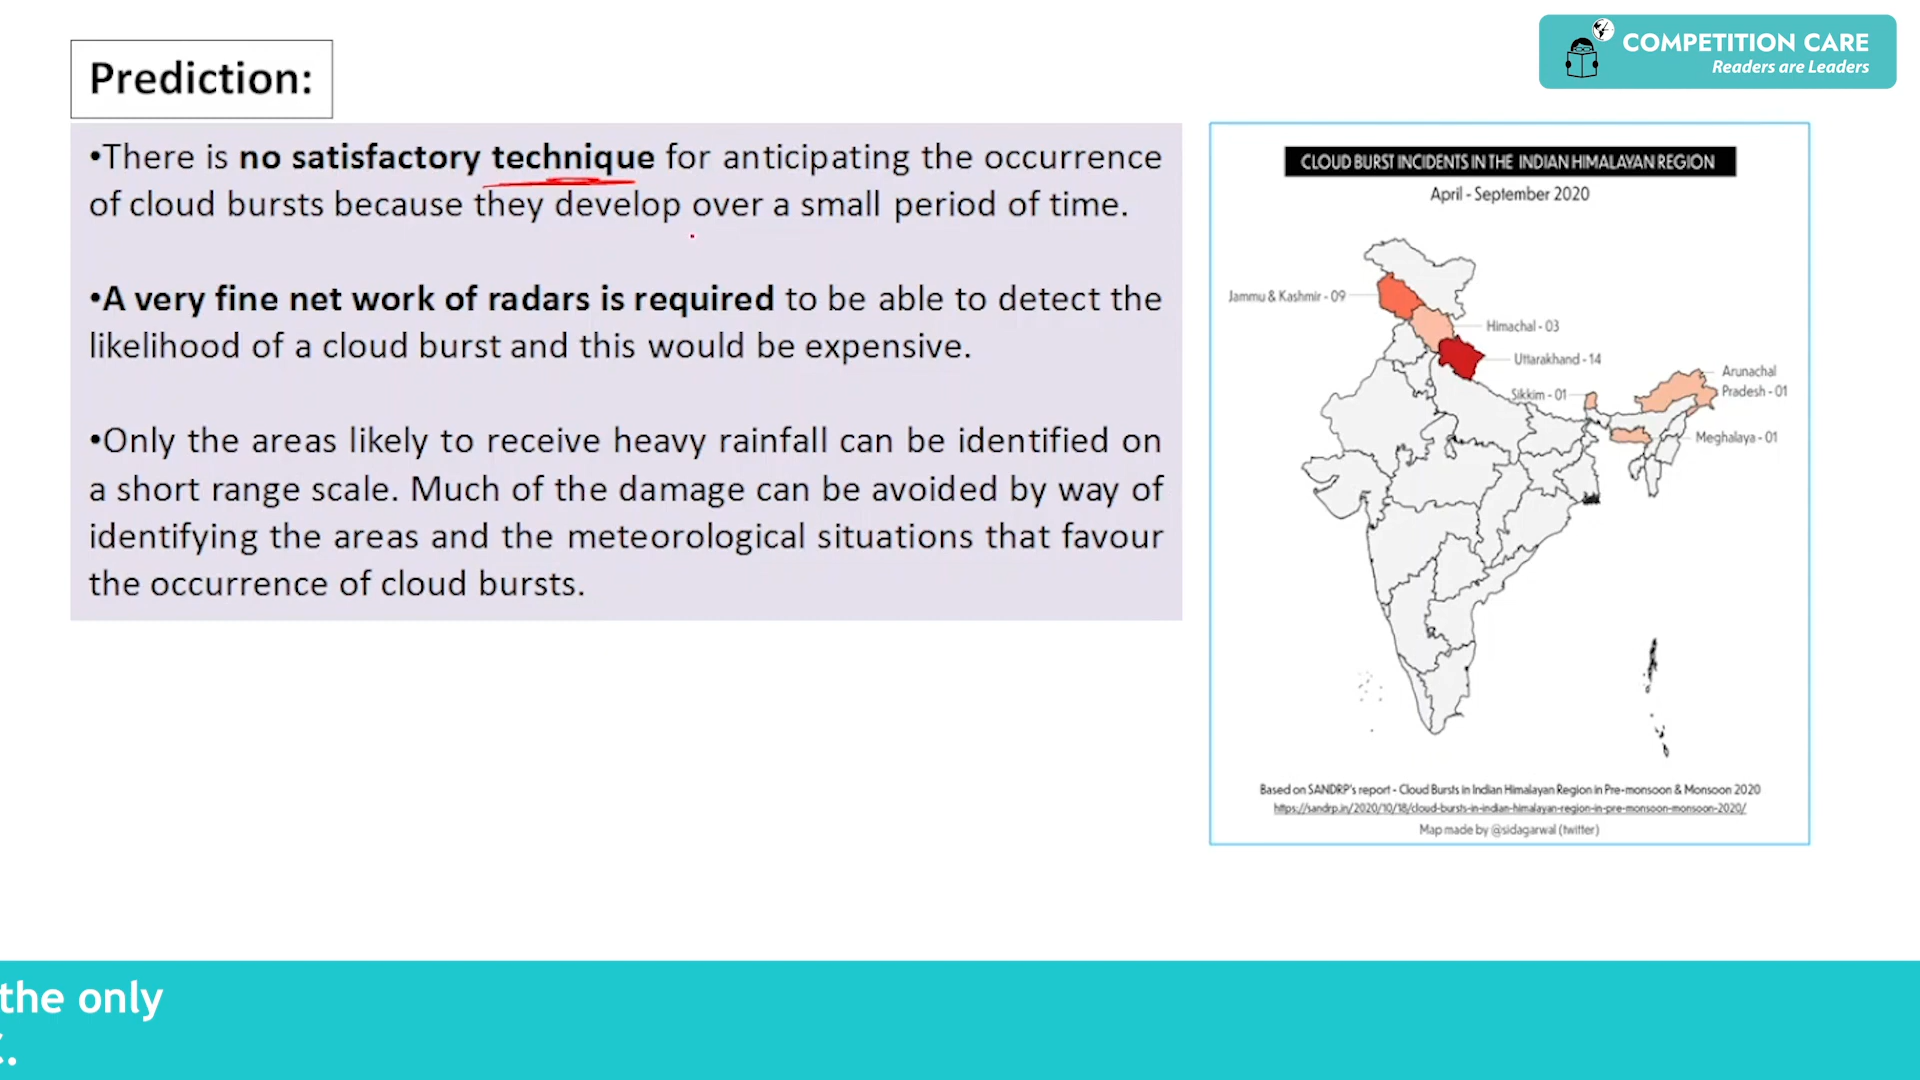 COMPETITION CARE
Readers are Leaders
Prediction:
•There is no satisfactory technique for anticipating the occurrence
of cloud bursts because they develop over a small period of time.
•A very fine net work of radars is required to be able to detect the
likelihood of a cloud burst and this would be expensive.
•Only the areas likely to receive heavy rainfall can be identified on
a short range scale. Much of the damage can be avoided by way of
identifying the areas and the meteorological situations that favour
the occurrence of cloud bursts.
CLOUD BURST INCIDENTS IN THE INDIAN HIMALAYAN REGION
April - September 2020
Jammu & Kashmir - 09
Himachal - 03
Uttarakhand - 14
Sikkim - 01
Arunachal
Pradesh - 01
Meghalaya - 01
Based on SANDRP's report - Cloud Bursts in Indian Himalayan Region in Pre-monsoon & Monsoon 2020
https://sandrp.in/2020/10/18/cloud-bursts-in-indian-himalayan-region-in-pre-monsoon-monsoon-2020/
Map made by @sidagarwal (twitter)
the only